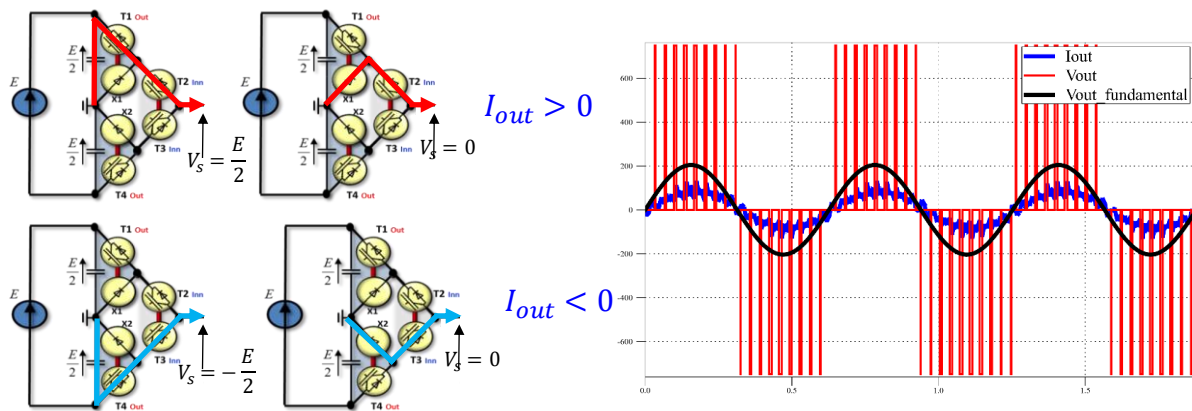 T1 Out
E/2
E
T2 Inn
X1
X2
E/2
T3 Inn
V_s = E/2
T4 Out
T1 Out
E/2
E
T2 Inn
X1
X2
E/2
T3 Inn
V_s = 0
T4 Out
I_out > 0
T1 Out
E/2
E
T2 Inn
X1
X2
E/2
T3 Inn
V_s = -E/2
T4 Out
T1 Out
E/2
E
T2 Inn
X1
X2
E/2
T3 Inn
V_s = 0
T4 Out
I_out < 0
Iout
Vout
Vout_fundamental
600
400
200
0
-200
-400
-600
0.0 0.5 1.0 1.5